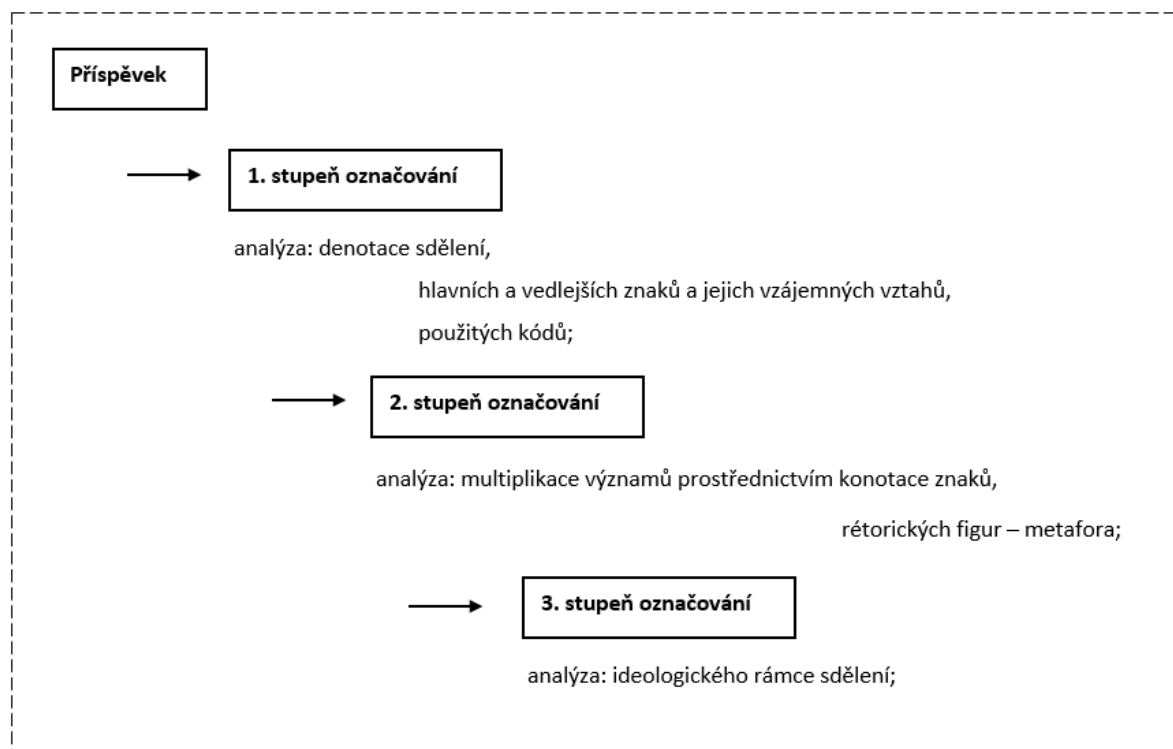 Příspěvek
1. stupeň označování
analýza: denotace sdělení,
hlavních a vedlejších znaků a jejich vzájemných vztahů,
použitých kódů;
2. stupeň označování
analýza: multiplikace významů prostřednictvím konotace znaků,
rétorických figur – metafora;
3. stupeň označování
analýza: ideologického rámce sdělení;